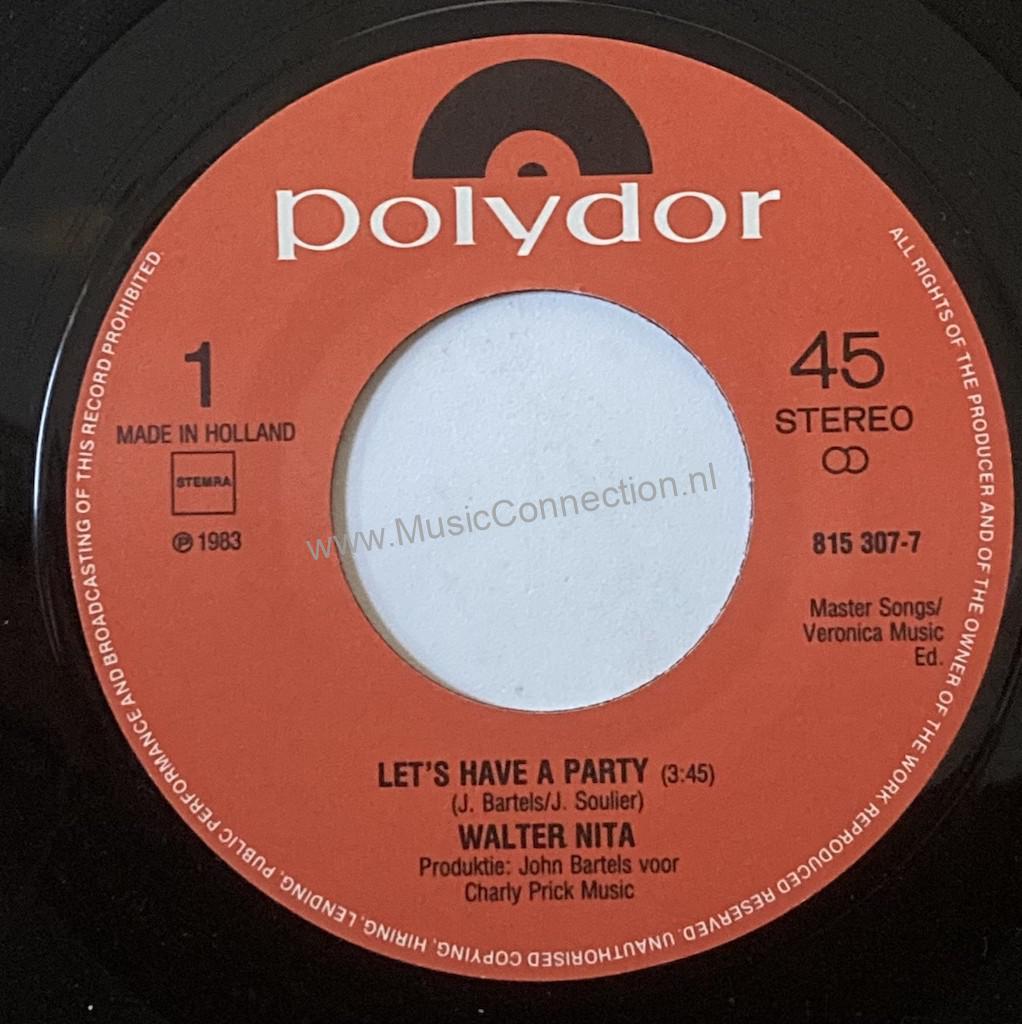 polydor
ALL RIGHTS OF THE PRODUCER AND OF THE OWNER OF THE WORK REPRODUCED RESERVED. UNAUTHORISED COPYING, HIRING, LENDING, PUBLIC PERFORMANCE AND BROADCASTING OF THIS RECORD PROHIBITED.
1
MADE IN HOLLAND
STEMRA
℗ 1983
45
STEREO
815 307-7
Master Songs/
Veronica Music
Ed.
www.MusicConnection.nl
LET'S HAVE A PARTY (3:45)
(J. Bartels/J. Soulier)
WALTER NITA
Produktie: John Bartels voor
Charly Prick Music